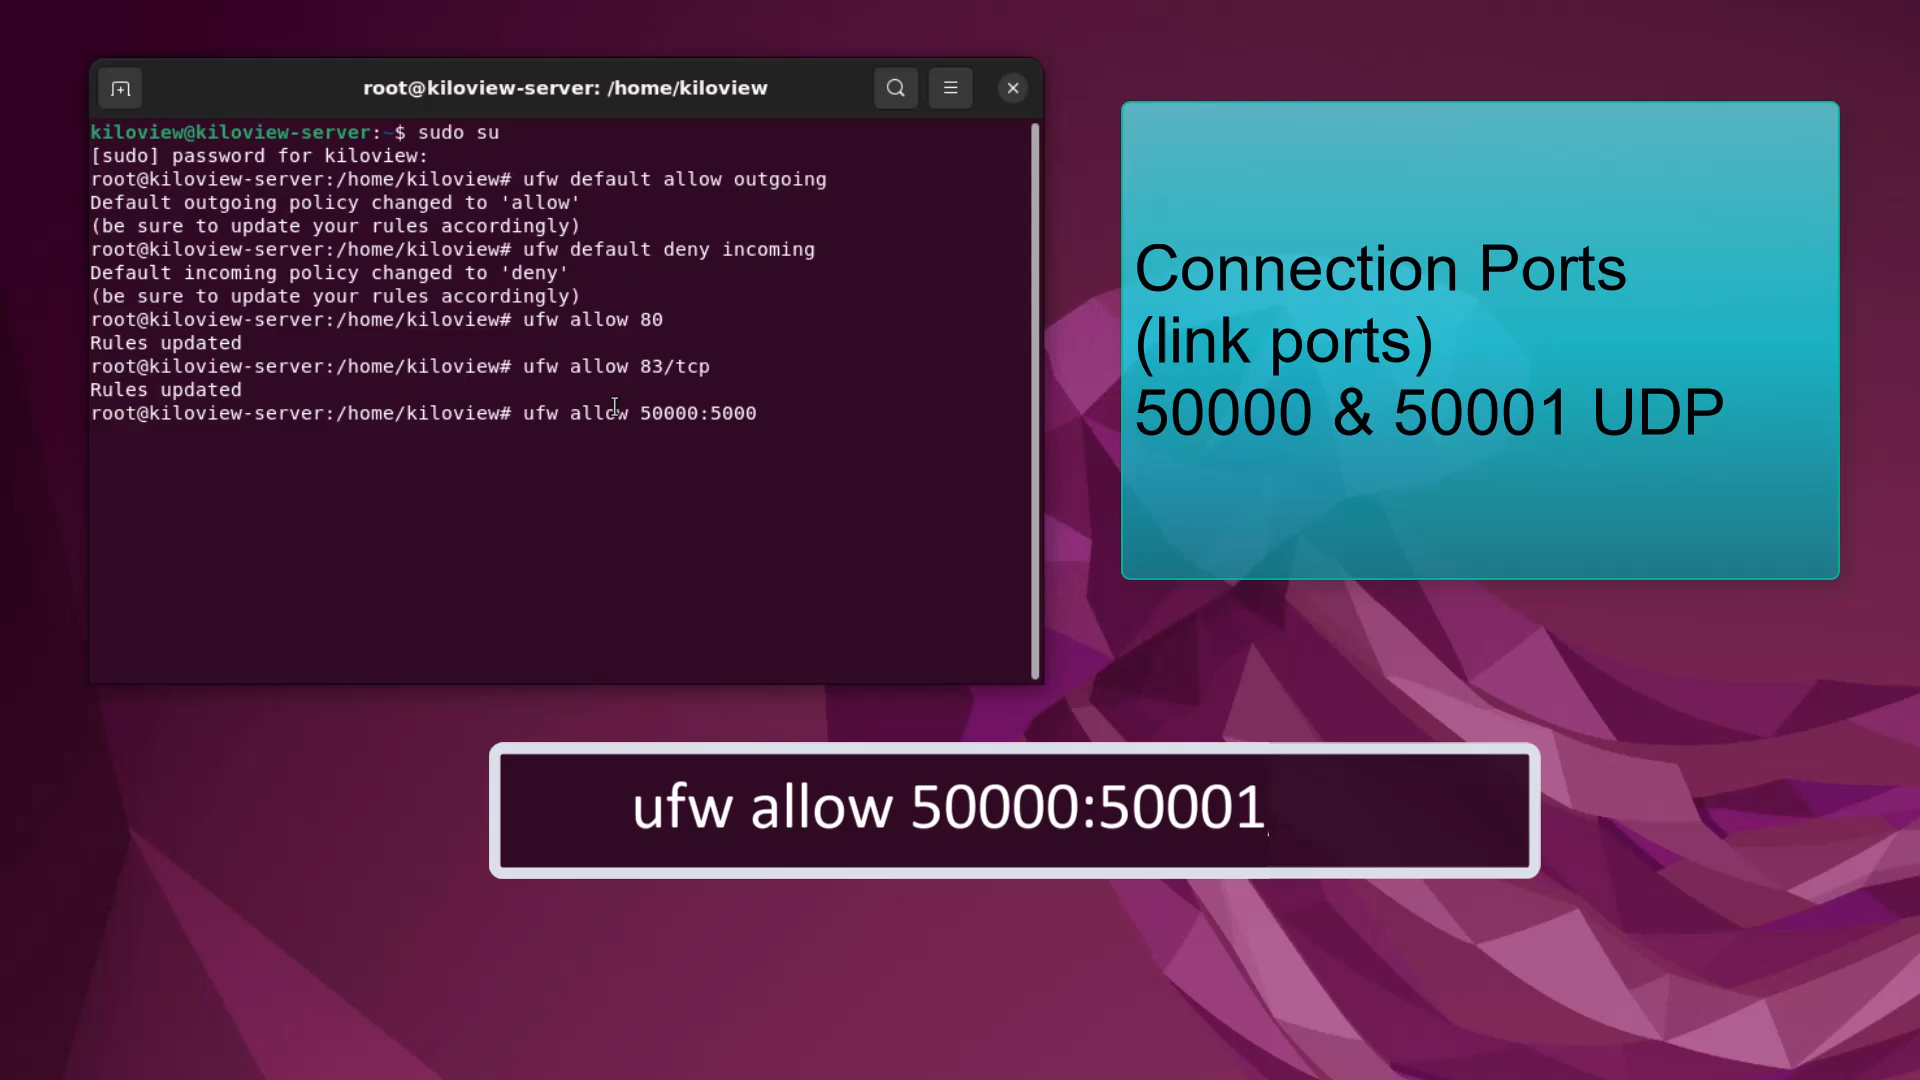 root@kiloview-server: /home/kiloview
kiloview@kiloview-server:~$ sudo su
[sudo] password for kiloview:
root@kiloview-server:/home/kiloview# ufw default allow outgoing
Default outgoing policy changed to 'allow'
(be sure to update your rules accordingly)
root@kiloview-server:/home/kiloview# ufw default deny incoming
Default incoming policy changed to 'deny'
(be sure to update your rules accordingly)
root@kiloview-server:/home/kiloview# ufw allow 80
Rules updated
root@kiloview-server:/home/kiloview# ufw allow 83/tcp
Rules updated
root@kiloview-server:/home/kiloview# ufw allow 50000:5000
Connection Ports
(link ports)
50000 & 50001 UDP
ufw allow 50000:50001